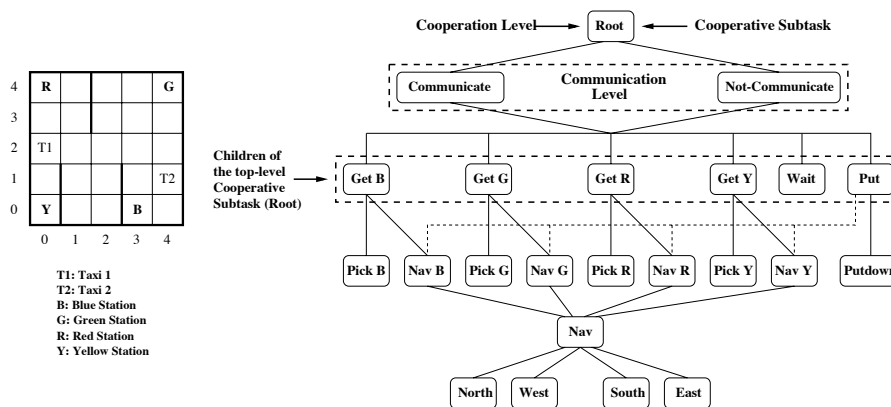 Cooperation Level
Root
Cooperative Subtask
Communicate
Communication
Level
Not-Communicate
4
R
G
3
2
T1
1
T2
0
Y
B
0 1 2 3 4
T1: Taxi 1
T2: Taxi 2
B: Blue Station
G: Green Station
R: Red Station
Y: Yellow Station
Children of
the top-level
Cooperative
Subtask (Root)
Get B
Get G
Get R
Get Y
Wait
Put
Pick B
Nav B
Pick G
Nav G
Pick R
Nav R
Pick Y
Nav Y
Putdown
Nav
North
West
South
East